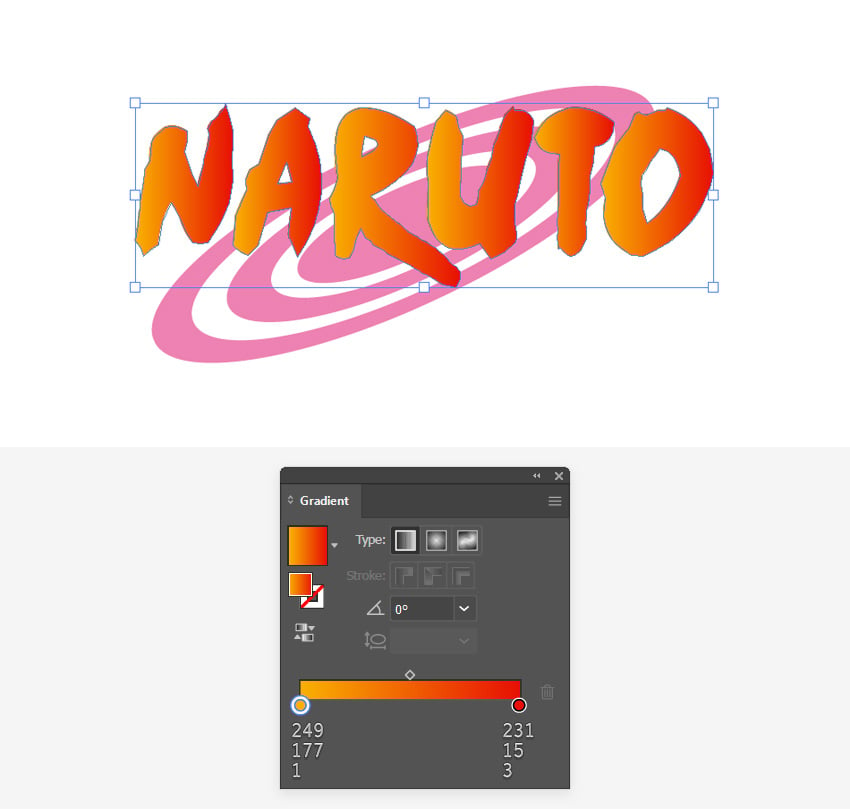 NARUTO
Gradient
Type:
Stroke:
0°
249 231
177 15
1 3